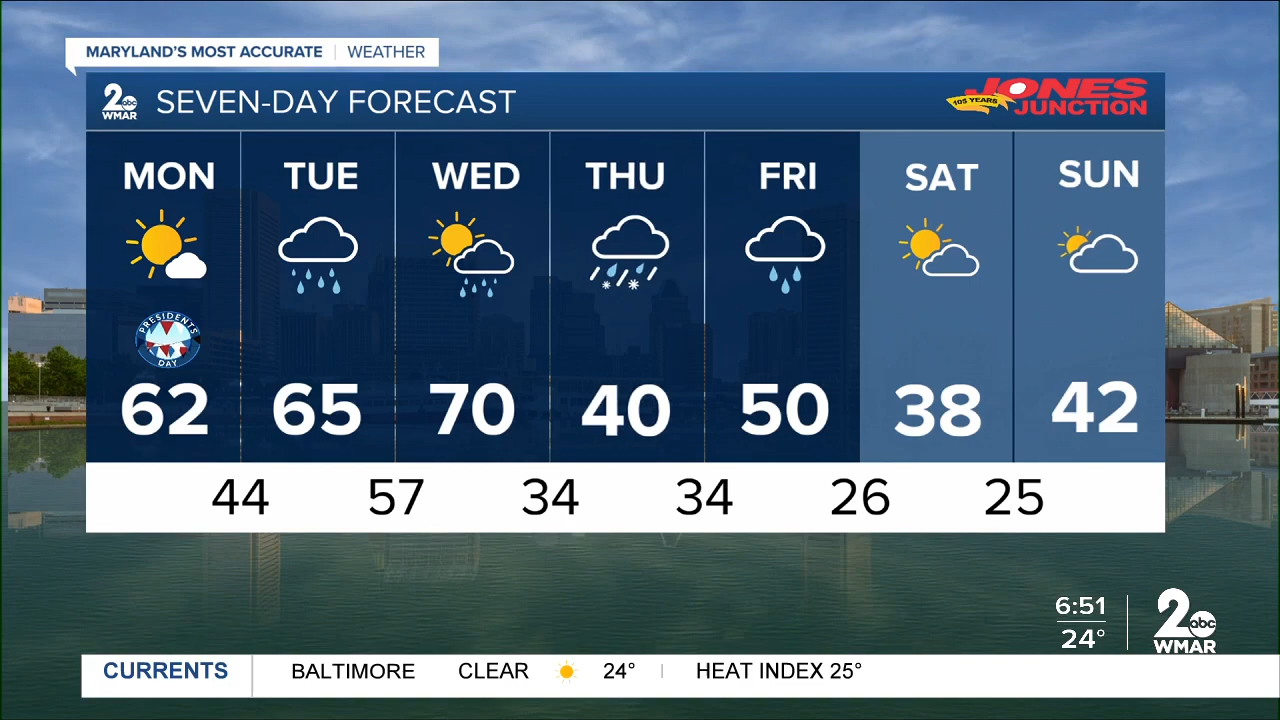 MARYLAND'S MOST ACCURATE | WEATHER
2 abc WMAR SEVEN-DAY FORECAST
105 YEARS JONES JUNCTION
MON TUE WED THU FRI SAT SUN
PRESIDENTS DAY
62 65 70 40 50 38 42
44 57 34 34 26 25
6:51
24°
2 abc
WMAR
CURRENTS BALTIMORE CLEAR 24° | HEAT INDEX 25°